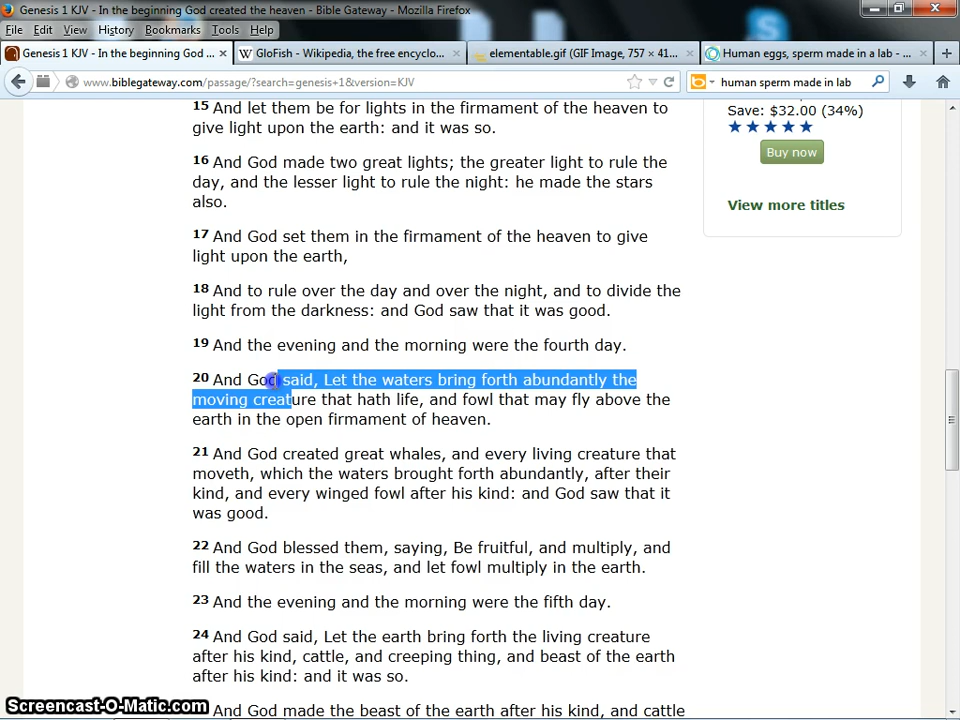 Genesis 1 KJV - In the beginning God created the heaven - Bible Gateway - Mozilla Firefox
File Edit View History Bookmarks Tools Help
Genesis 1 KJV - In the beginning God ... × W GloFish - Wikipedia, the free encyclo... × elementable.gif (GIF Image, 757 × 41... × Human eggs, sperm made in a lab - ... × +
www.biblegateway.com/passage/?search=genesis+1&version=KJV
human sperm made in lab
15 And let them be for lights in the firmament of the heaven to
give light upon the earth: and it was so.
16 And God made two great lights; the greater light to rule the
day, and the lesser light to rule the night: he made the stars
also.
17 And God set them in the firmament of the heaven to give
light upon the earth,
18 And to rule over the day and over the night, and to divide the
light from the darkness: and God saw that it was good.
19 And the evening and the morning were the fourth day.
20 And God said, Let the waters bring forth abundantly the
moving creature that hath life, and fowl that may fly above the
earth in the open firmament of heaven.
21 And God created great whales, and every living creature that
moveth, which the waters brought forth abundantly, after their
kind, and every winged fowl after his kind: and God saw that it
was good.
22 And God blessed them, saying, Be fruitful, and multiply, and
fill the waters in the seas, and let fowl multiply in the earth.
23 And the evening and the morning were the fifth day.
24 And God said, Let the earth bring forth the living creature
after his kind, cattle, and creeping thing, and beast of the earth
after his kind: and it was so.
And God made the beast of the earth after his kind, and cattle
Save: $32.00 (34%)
Buy now
View more titles
Screencast-O-Matic.com